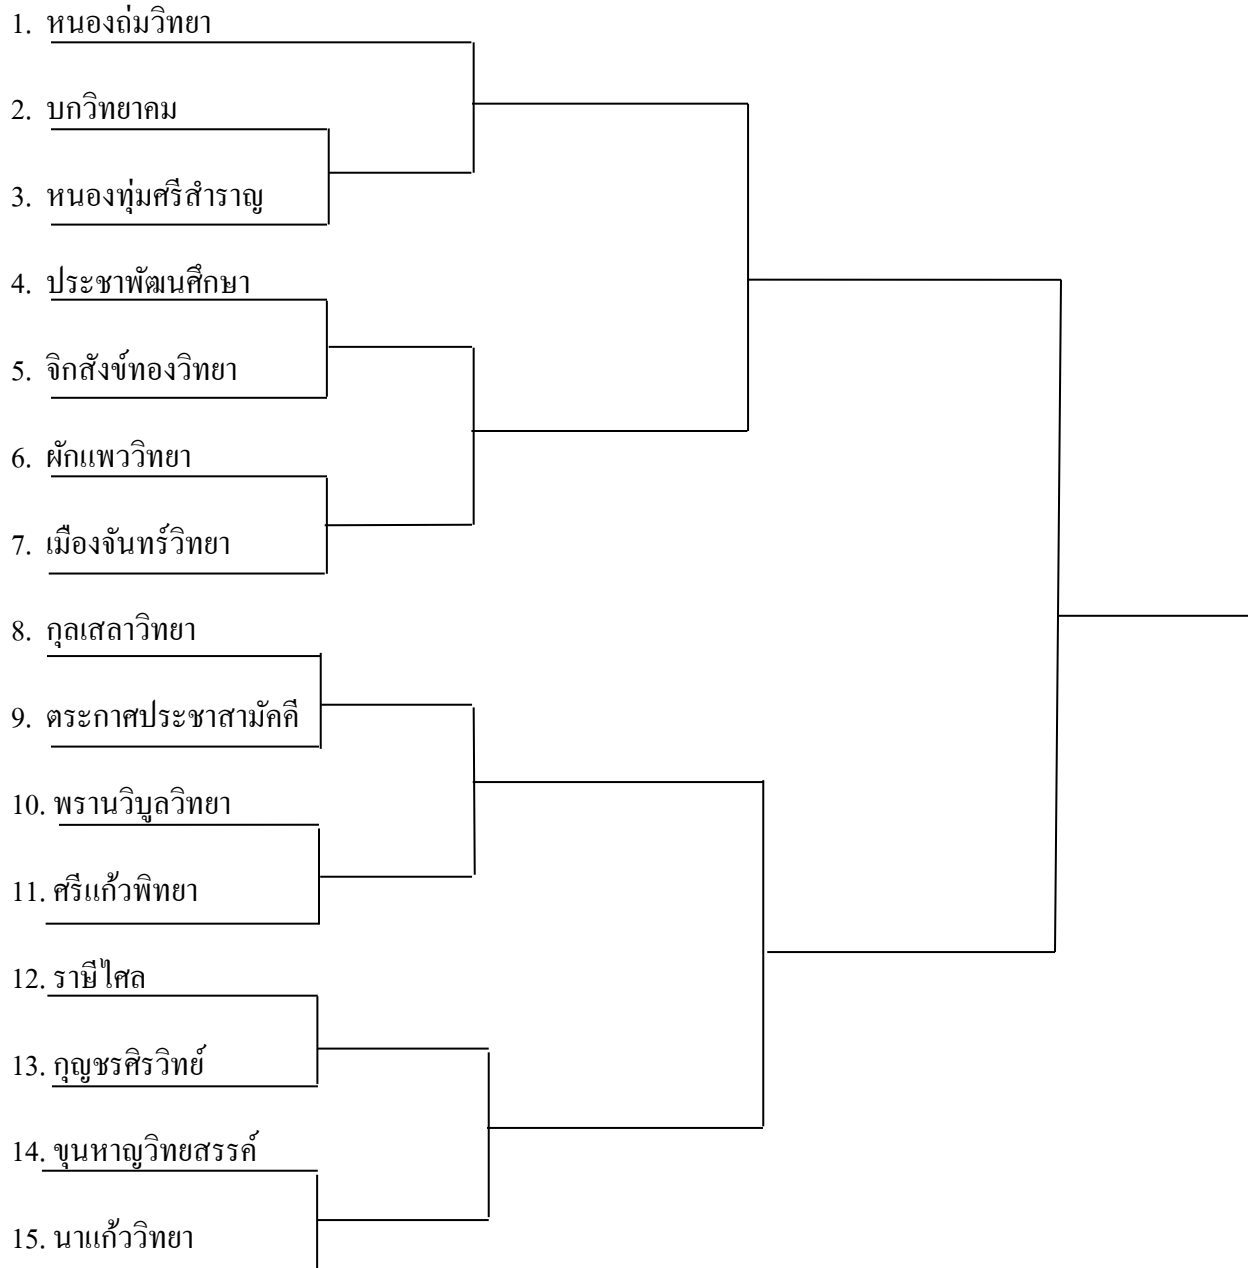 1. หนองถ่มวิทยา
2. บกวิทยาคม
3. หนองทุ่มศรีสำราญ
4. ประชาพัฒนศึกษา
5. จิกสังข์ทองวิทยา
6. ผักแพววิทยา
7. เมืองจันทร์วิทยา
8. กุลเสลาวิทยา
9. ตระกาศประชาสามัคคี
10. พรานวิบูลวิทยา
11. ศรีแก้วพิทยา
12. ราษีไศล
13. กุญชรศิรวิทย์
14. ขุนหาญวิทยสรรค์
15. นาแก้ววิทยา